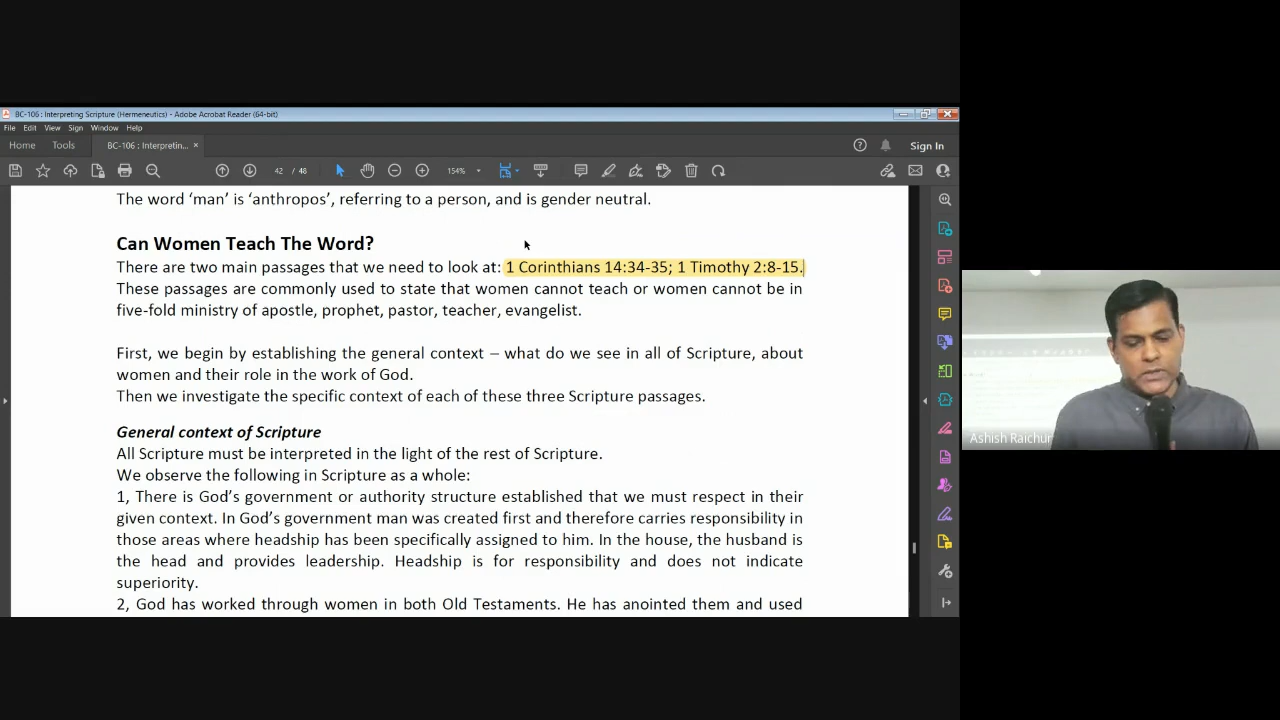 BC-106 : Interpreting Scripture (Hermeneutics) - Adobe Acrobat Reader (64-bit)
File Edit View Sign Window Help
Home Tools BC-106 : Interpretin... × Sign In
42 / 48 154%
The word ‘man’ is ‘anthropos’, referring to a person, and is gender neutral.
Can Women Teach The Word?
There are two main passages that we need to look at: 1 Corinthians 14:34-35; 1 Timothy 2:8-15.
These passages are commonly used to state that women cannot teach or women cannot be in
five-fold ministry of apostle, prophet, pastor, teacher, evangelist.
First, we begin by establishing the general context – what do we see in all of Scripture, about
women and their role in the work of God.
Then we investigate the specific context of each of these three Scripture passages.
General context of Scripture
All Scripture must be interpreted in the light of the rest of Scripture.
We observe the following in Scripture as a whole:
1, There is God’s government or authority structure established that we must respect in their
given context. In God’s government man was created first and therefore carries responsibility in
those areas where headship has been specifically assigned to him. In the house, the husband is
the head and provides leadership. Headship is for responsibility and does not indicate
superiority.
2, God has worked through women in both Old Testaments. He has anointed them and used
Ashish Raichur